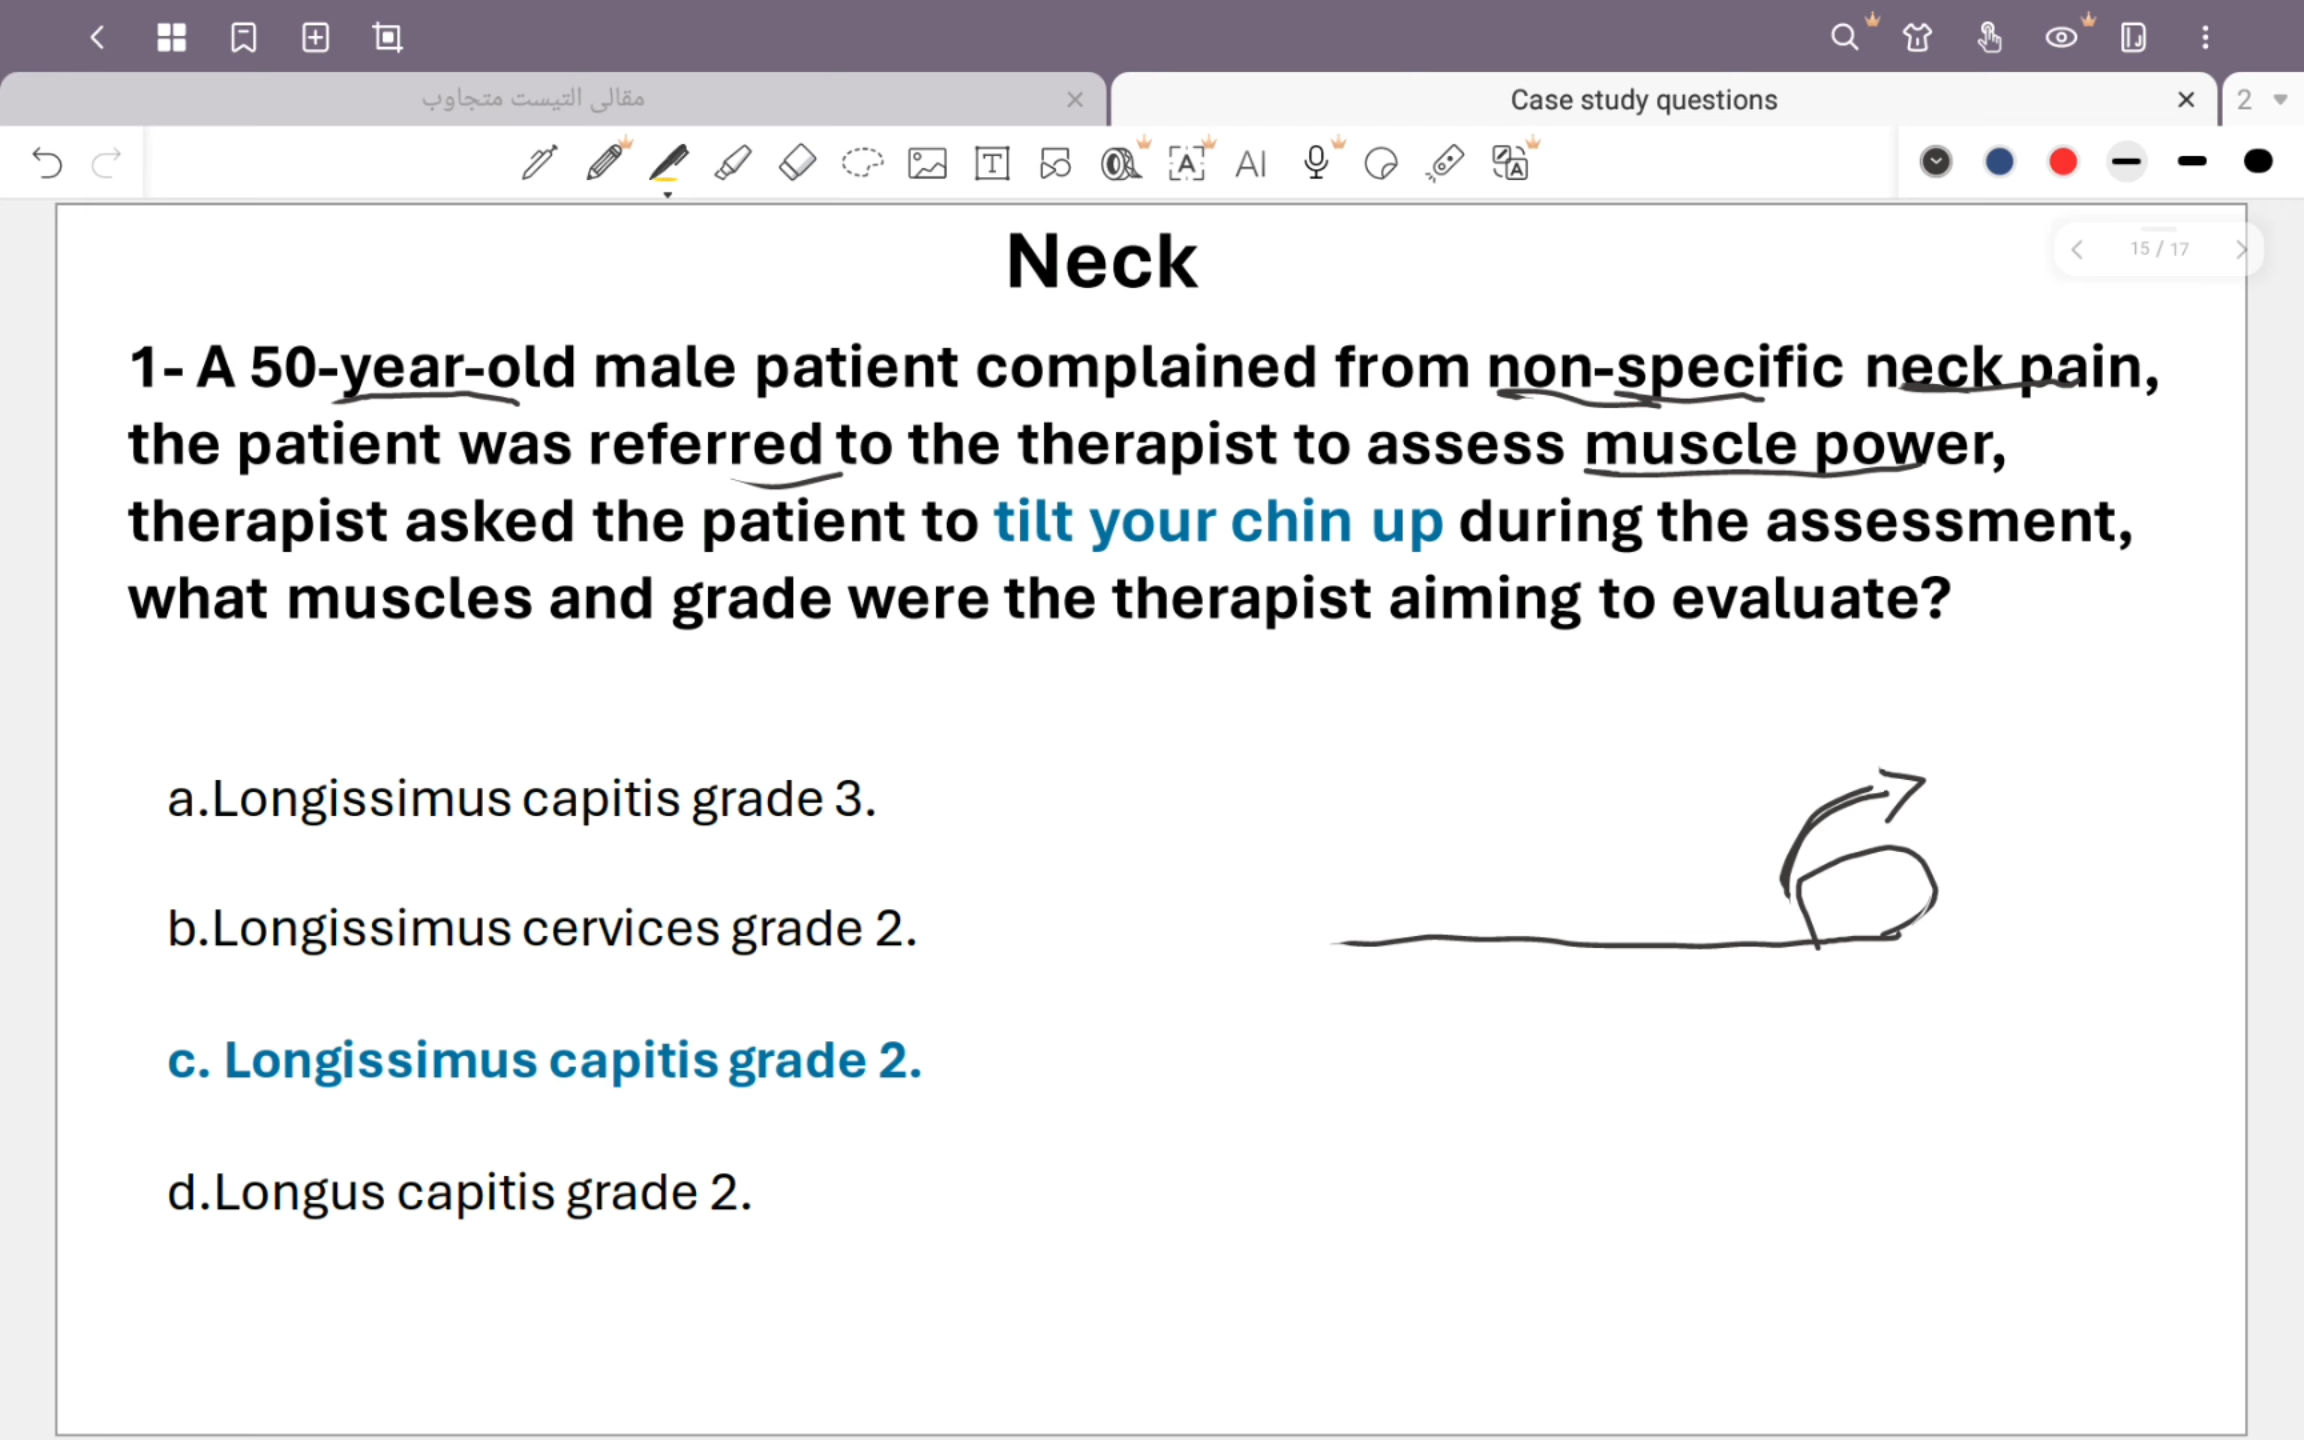 مقالى التيست متجاوب
Case study questions
2
AI
Neck
15 / 17
1- A 50-year-old male patient complained from non-specific neck pain,
the patient was referred to the therapist to assess muscle power,
therapist asked the patient to tilt your chin up during the assessment,
what muscles and grade were the therapist aiming to evaluate?
a.Longissimus capitis grade 3.
b.Longissimus cervices grade 2.
c. Longissimus capitis grade 2.
d.Longus capitis grade 2.